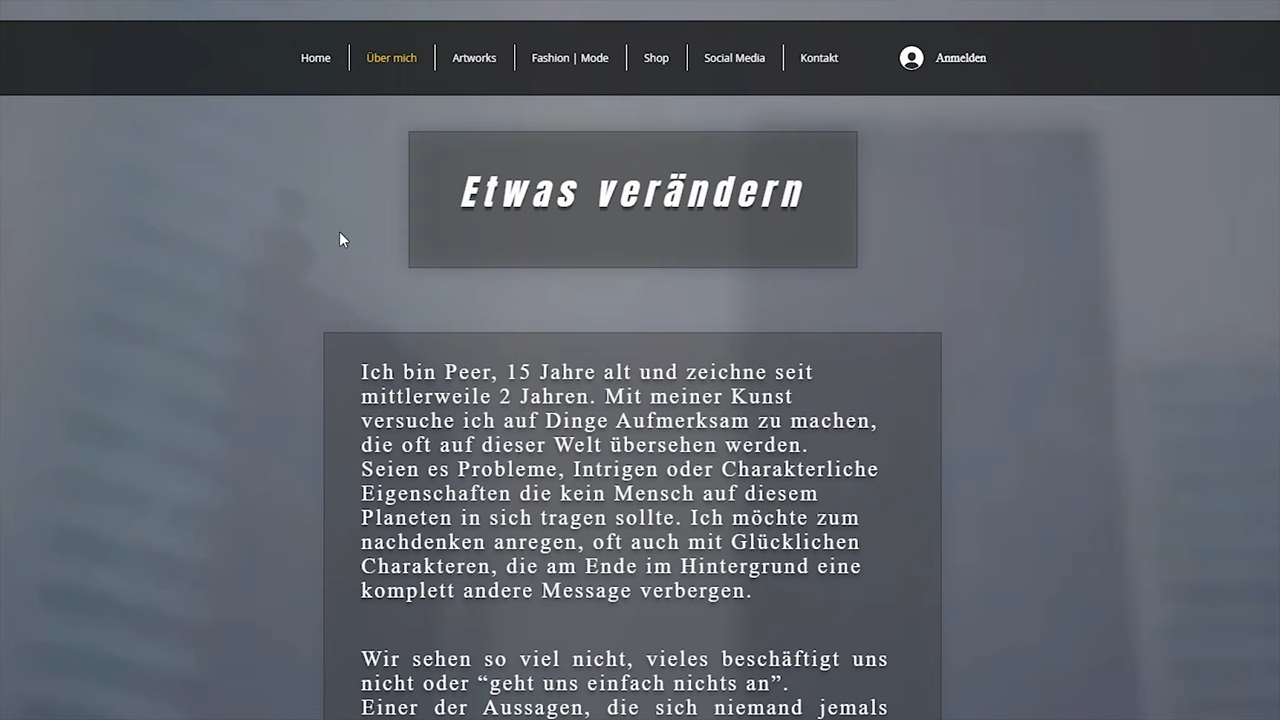 Home
Über mich
Artworks
Fashion | Mode
Shop
Social Media
Kontakt
Anmelden
Etwas verändern
Ich bin Peer, 15 Jahre alt und zeichne seit
mittlerweile 2 Jahren. Mit meiner Kunst
versuche ich auf Dinge Aufmerksam zu machen,
die oft auf dieser Welt übersehen werden.
Seien es Probleme, Intrigen oder Charakterliche
Eigenschaften die kein Mensch auf diesem
Planeten in sich tragen sollte. Ich möchte zum
nachdenken anregen, oft auch mit Glücklichen
Charakteren, die am Ende im Hintergrund eine
komplett andere Message verbergen.
Wir sehen so viel nicht, vieles beschäftigt uns
nicht oder “geht uns einfach nichts an”.
Einer der Aussagen, die sich niemand jemals